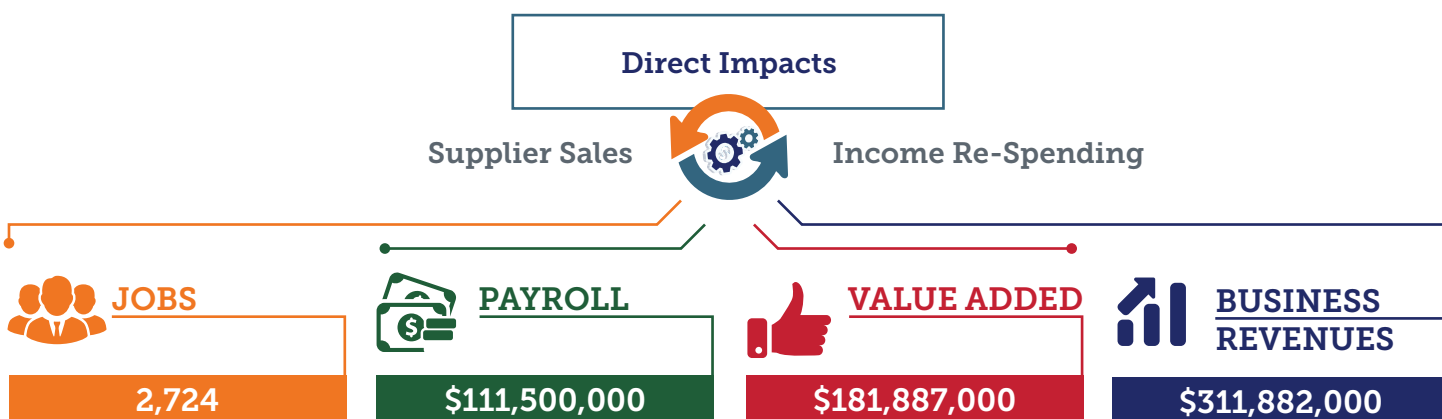 Direct Impacts
Supplier Sales
Income Re-Spending
JOBS
2,724
PAYROLL
$111,500,000
VALUE ADDED
$181,887,000
BUSINESS
REVENUES
$311,882,000